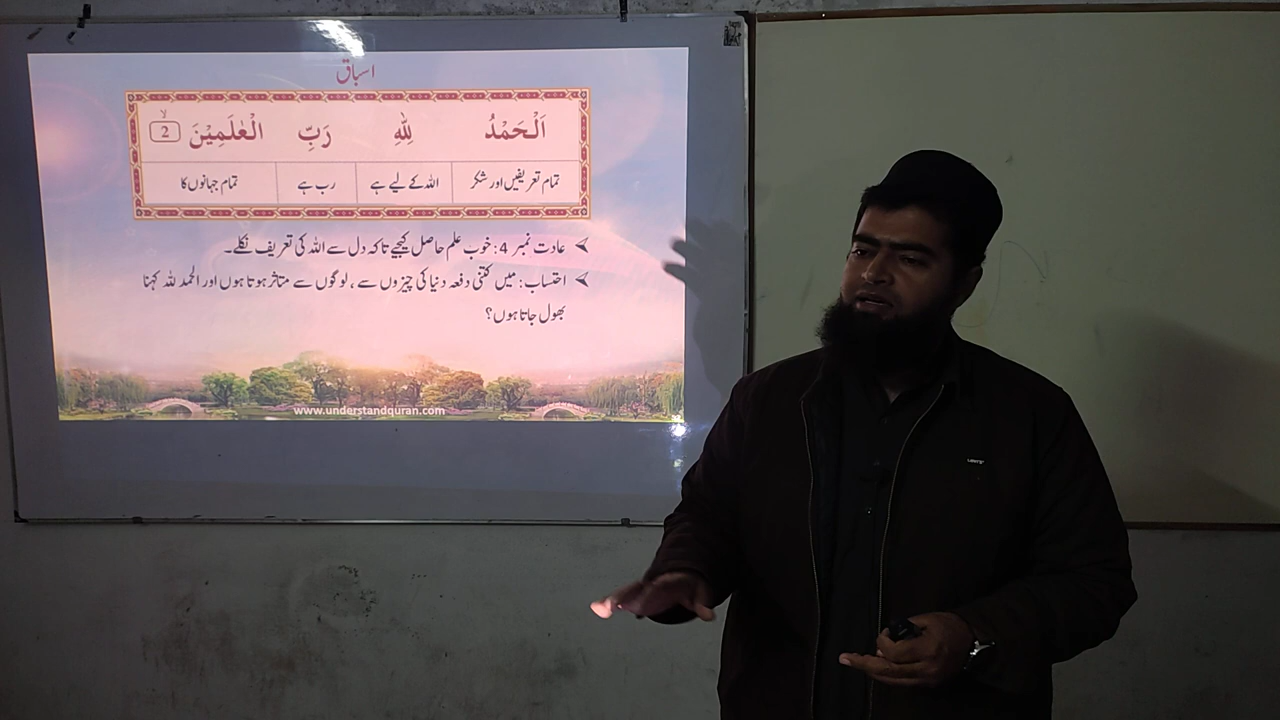 اسباق
اَلْحَمْدُ لِلّٰهِ رَبِّ الْعٰلَمِيْنَ 2
تمام تعریفیں اور شکر اللہ کے لیے ہے رب ہے تمام جہانوں کا
عادت نمبر 4: خوب علم حاصل کیجیے تاکہ دل سے اللہ کی تعریف نکلے۔
احتساب: میں کتنی دفعہ دنیا کی چیزوں سے، لوگوں سے متاثر ہوتا ہوں اور الحمد للہ کہنا
بھول جاتا ہوں؟
www.understandquran.com